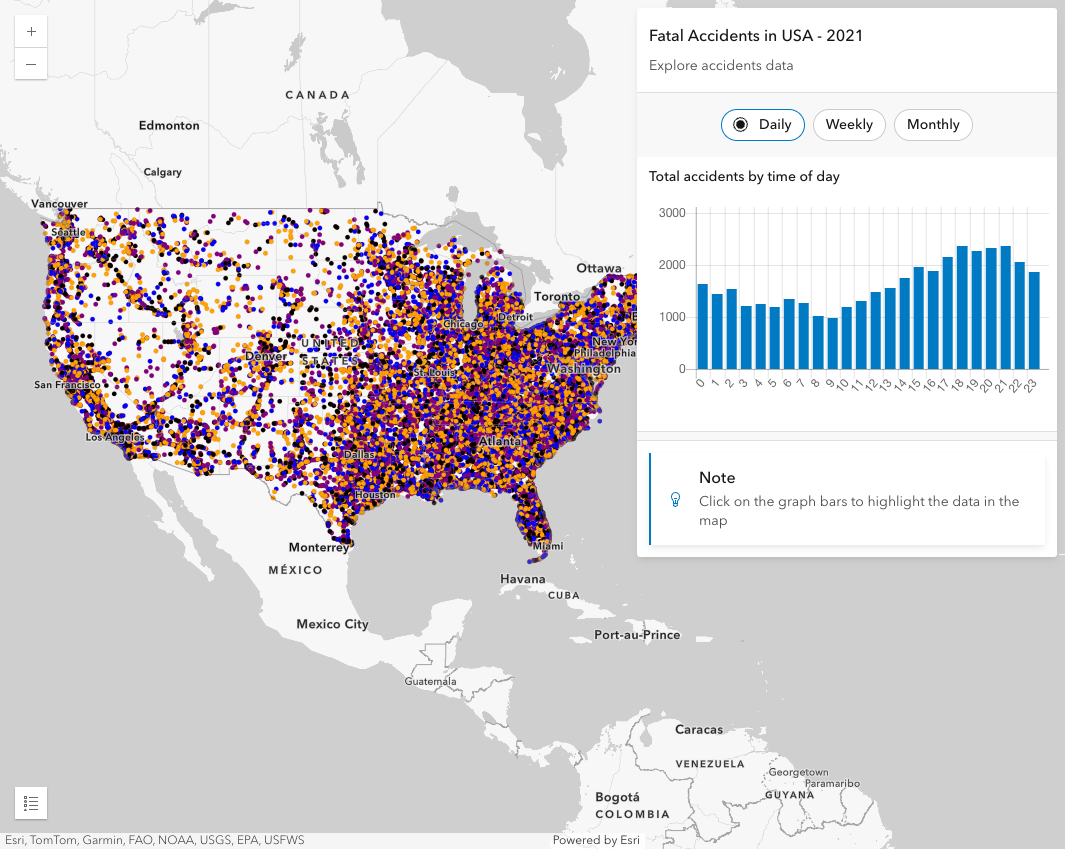 +
−
Fatal Accidents in USA - 2021
Explore accidents data
Daily
Weekly
Monthly
Total accidents by time of day
3000
2000
1000
0
0 1 2 3 4 5 6 7 8 9 10 11 12 13 14 15 16 17 18 19 20 21 22 23
Note
Click on the graph bars to highlight the data in the
map
CANADA
Edmonton
Calgary
Vancouver
Seattle
Ottawa
Toronto
Detroit
Chicago
New Yor
Philadelphia
UNITED
STATES
Denver
St. Louis
Washington
San Francisco
Los Angeles
Atlanta
Dallas
Houston
Miami
Monterrey
MÉXICO
Havana
CUBA
Mexico City
Port-au-Prince
Guatemala
Caracas
VENEZUELA
Georgetown
Paramaribo
GUYANA
Bogotá
COLOMBIA
Esri, TomTom, Garmin, FAO, NOAA, USGS, EPA, USFWS
Powered by Esri